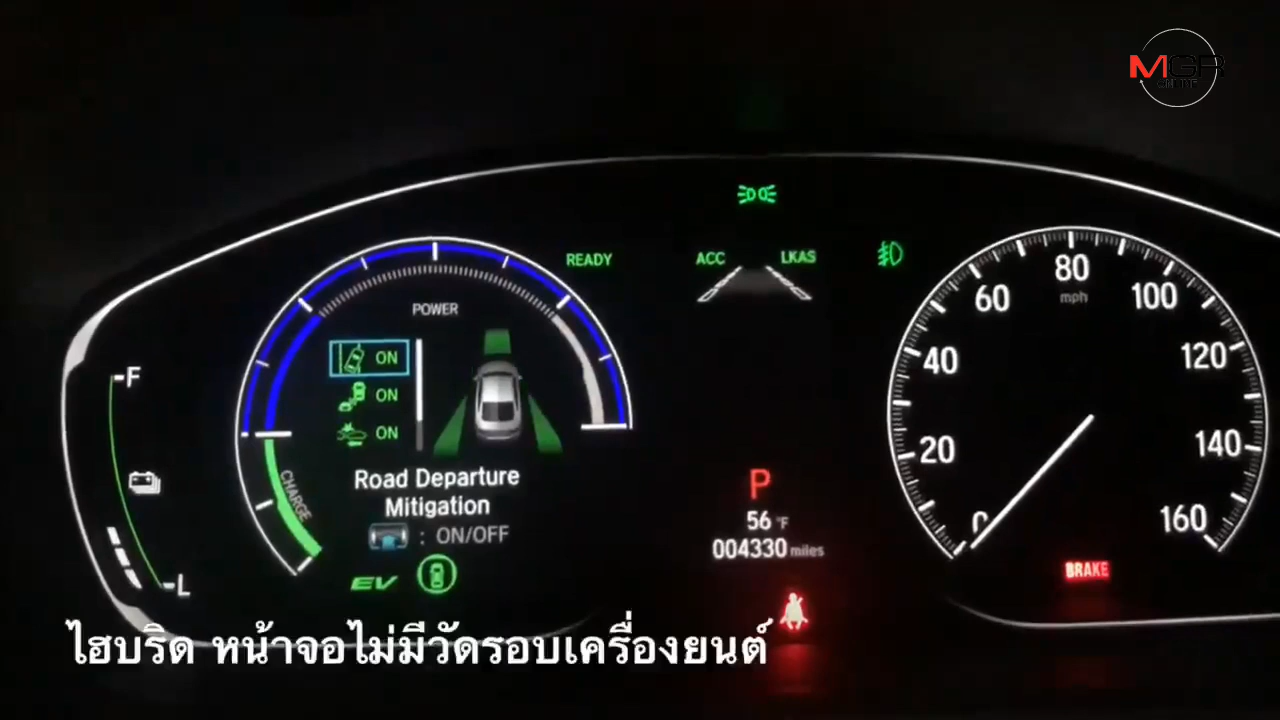 MGR
ONLINE
READY
ACC
LKAS
POWER
ON
ON
ON
Road Departure
Mitigation
: ON/OFF
CHARGE
EV
F
L
P
56 °F
004330 miles
0
20
40
60
80
100
120
140
160
mph
BRAKE
ไฮบริด หน้าจอไม่มีวัดรอบเครื่องยนต์